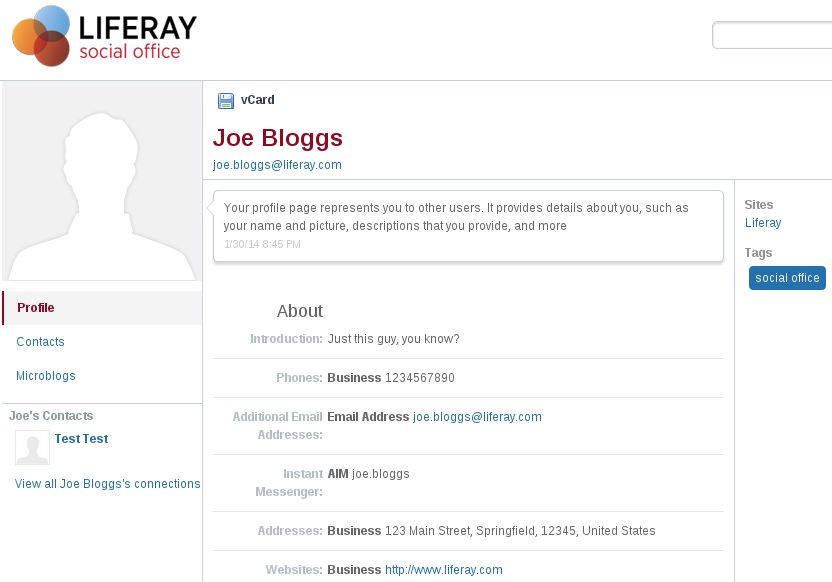 LIFERAY
social office
vCard
Joe Bloggs
joe.bloggs@liferay.com
Your profile page represents you to other users. It provides details about you, such as
your name and picture, descriptions that you provide, and more
1/30/14 8:45 PM
Sites
Liferay
Tags
social office
Profile
Contacts
Microblogs
Joe's Contacts
Test Test
View all Joe Bloggs's connections
About
Introduction: Just this guy, you know?
Phones: Business 1234567890
Additional Email Email Address joe.bloggs@liferay.com
Addresses:
Instant AIM joe.bloggs
Messenger:
Addresses: Business 123 Main Street, Springfield, 12345, United States
Websites: Business http://www.liferay.com